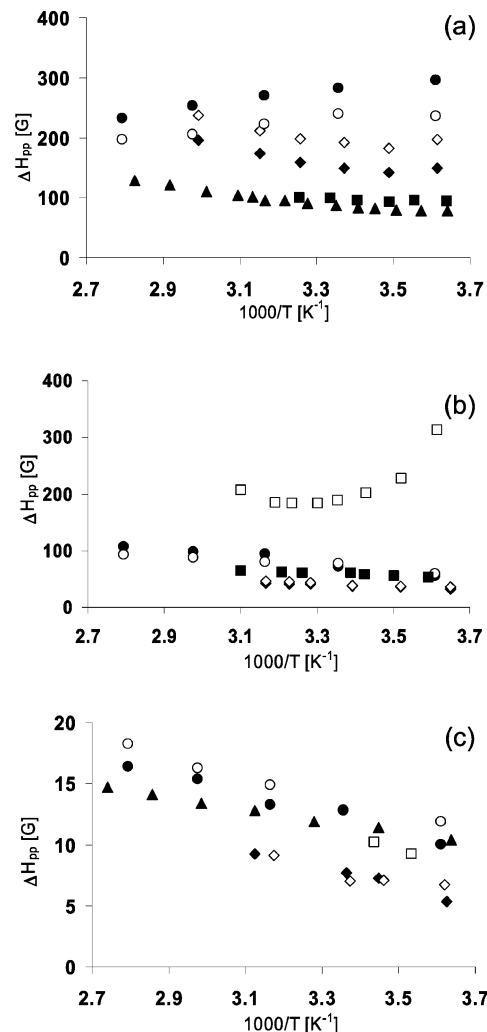 (a)
400
300
200
100
0
ΔHpp [G]
2.7 2.9 3.1 3.3 3.5 3.7
1000/T [K-1]
(b)
400
300
200
100
0
ΔHpp [G]
2.7 2.9 3.1 3.3 3.5 3.7
1000/T [K-1]
(c)
20
15
10
5
0
ΔHpp [G]
2.7 2.9 3.1 3.3 3.5 3.7
1000/T [K-1]